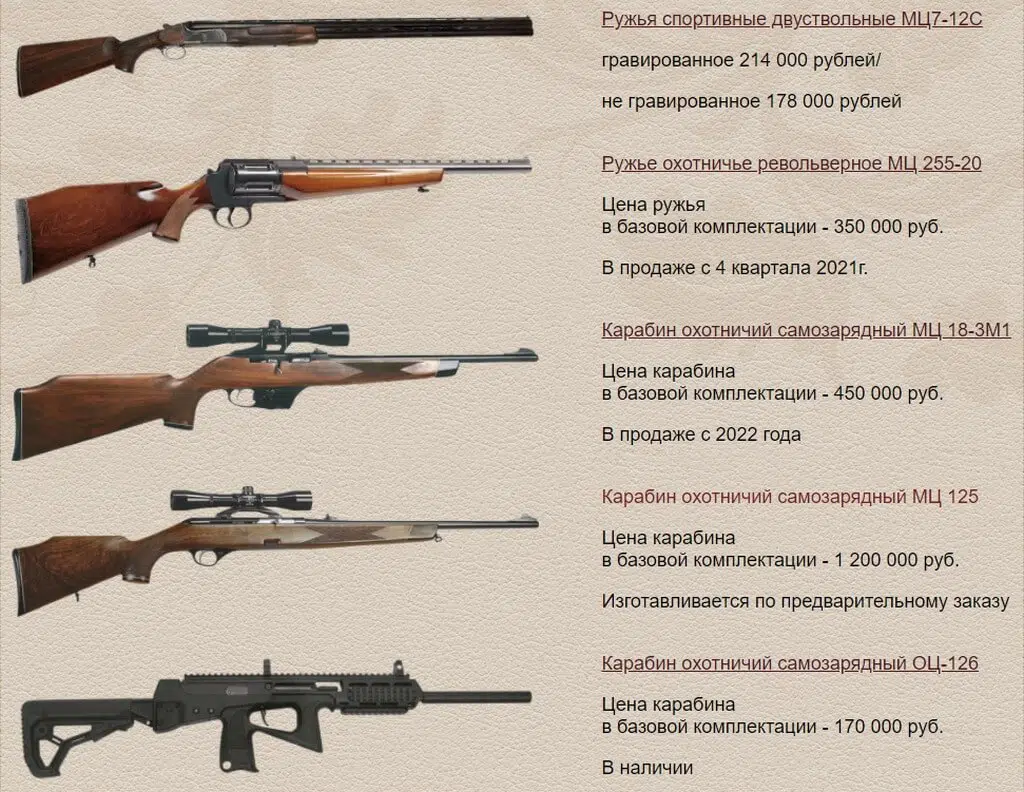 Ружья спортивные двуствольные МЦ7-12С
гравированное 214 000 рублей/
не гравированное 178 000 рублей
Ружье охотничье револьверное МЦ 255-20
Цена ружья
в базовой комплектации - 350 000 руб.
В продаже с 4 квартала 2021г.
Карабин охотничий самозарядный МЦ 18-3М1
Цена карабина
в базовой комплектации - 450 000 руб.
В продаже с 2022 года
Карабин охотничий самозарядный МЦ 125
Цена карабина
в базовой комплектации - 1 200 000 руб.
Изготавливается по предварительному заказу
Карабин охотничий самозарядный ОЦ-126
Цена карабина
в базовой комплектации - 170 000 руб.
В наличии